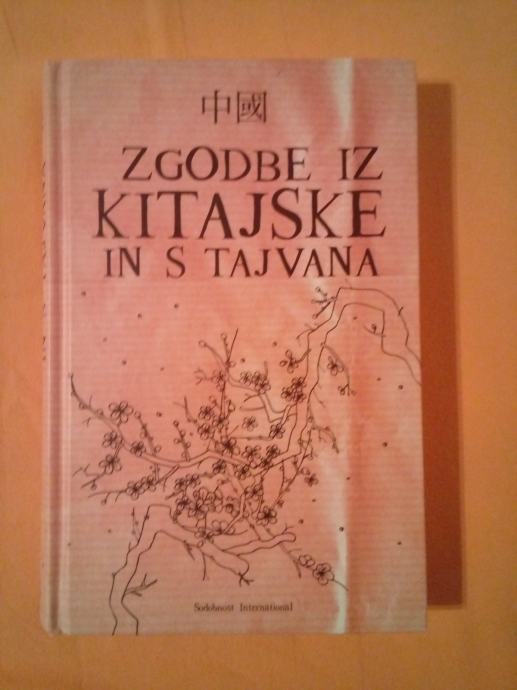 中國
ZGODBE IZ
KITAJSKE
IN S TAJVANA
Sodobnost International